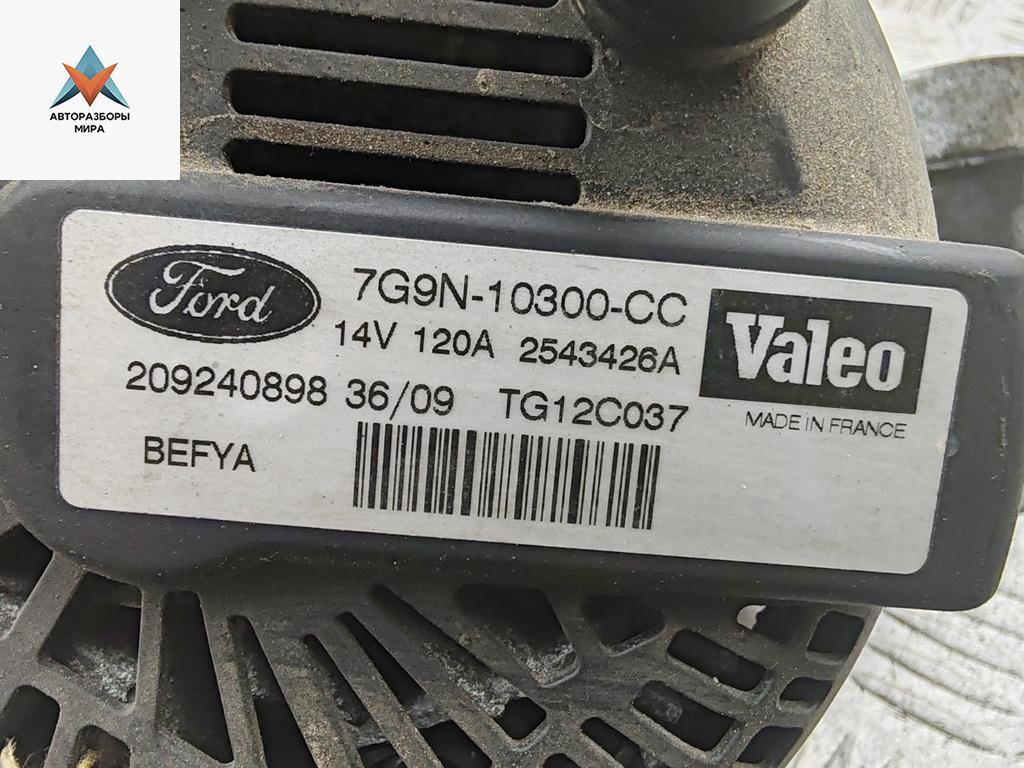 АВТОРАЗБОРЫ
МИРА
Ford
7G9N-10300-CC
14V 120A 2543426A
Valeo
209240898 36/09 TG12C037
MADE IN FRANCE
BEFYA